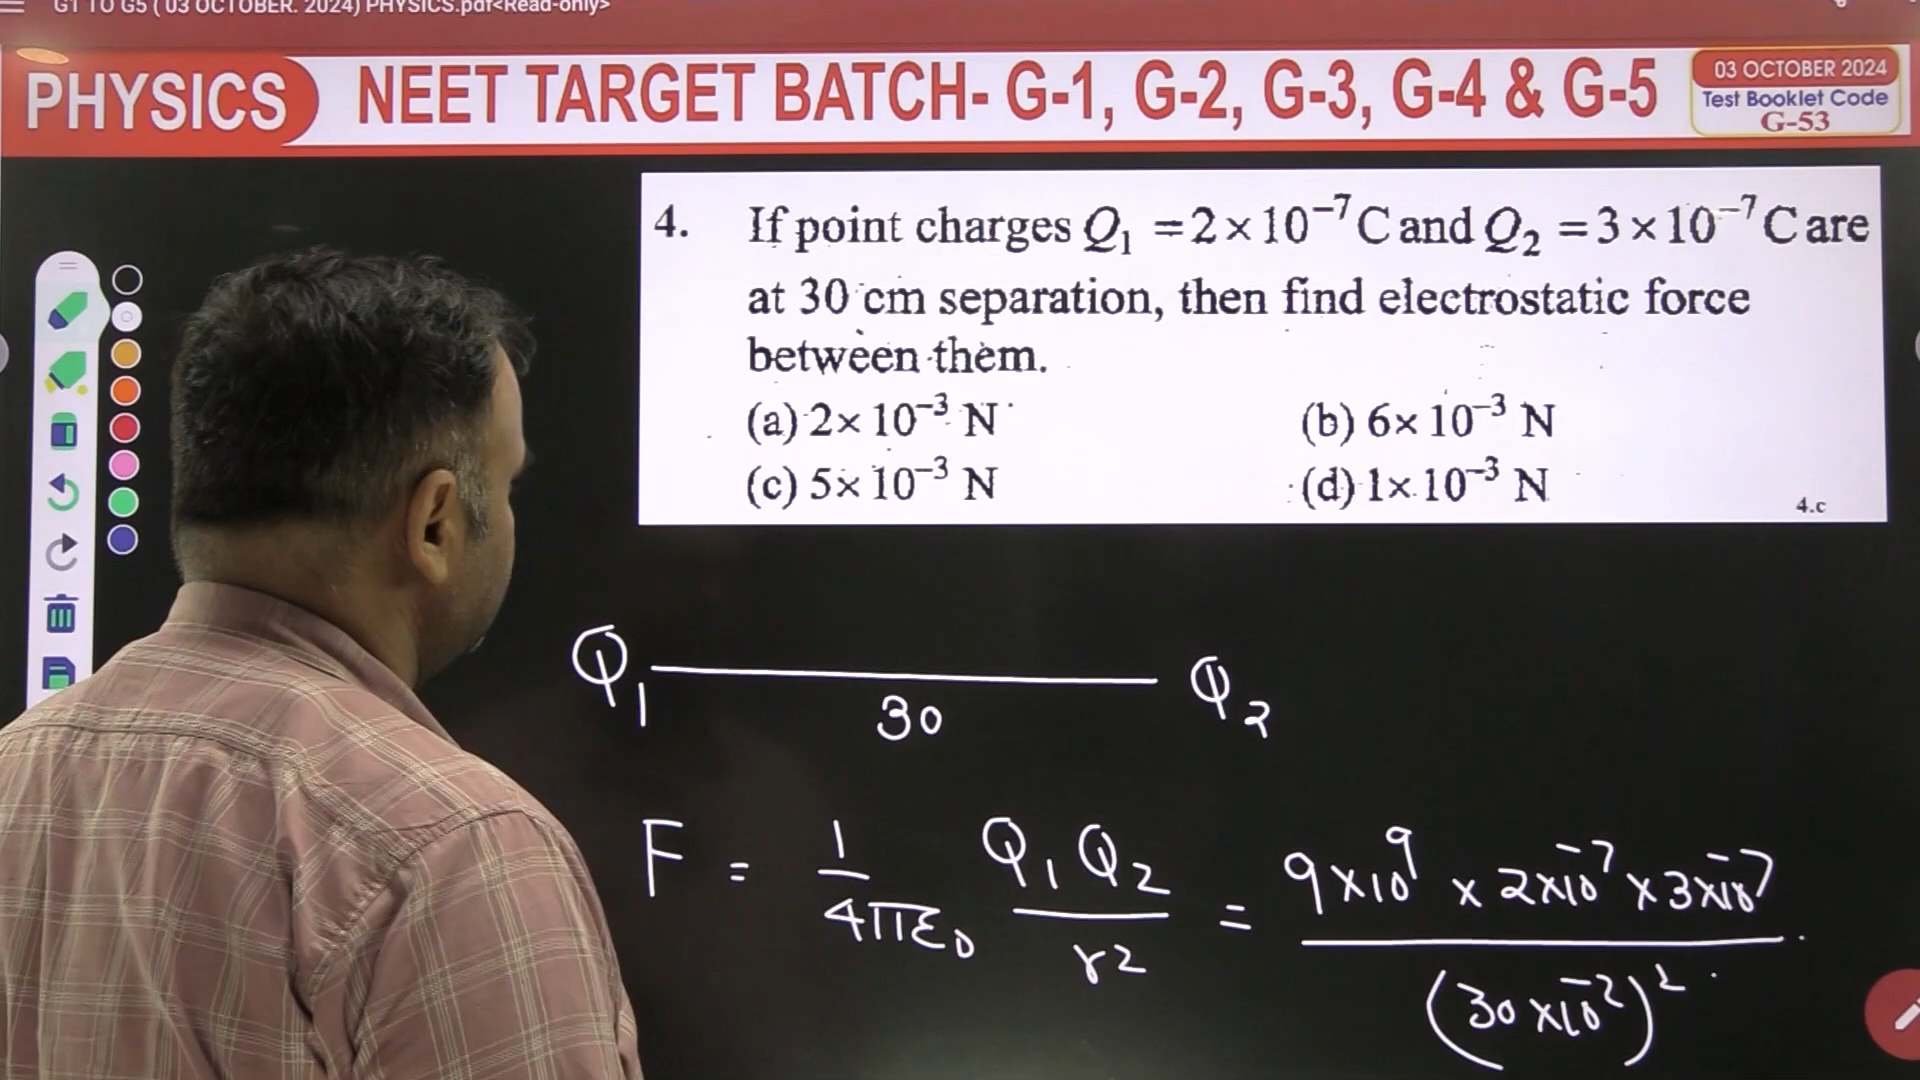 G1 TO G5 ( 03 OCTOBER. 2024) PHYSICS.pdf<Read-only>
PHYSICS
NEET TARGET BATCH- G-1, G-2, G-3, G-4 & G-5
03 OCTOBER 2024
Test Booklet Code
G-53
4. If point charges Q₁ = 2×10⁻⁷ C and Q₂ = 3×10⁻⁷ C are
at 30 cm separation, then find electrostatic force
between them.
(a) 2×10⁻³ N (b) 6×10⁻³ N
(c) 5×10⁻³ N (d) 1×10⁻³ N
4.c
Q₁ Q₂
30
F = 1/4πε₀ Q₁Q₂/r² = 9×10⁹ × 2×10⁻⁷ × 3×10⁻⁷/(30×10⁻²)²